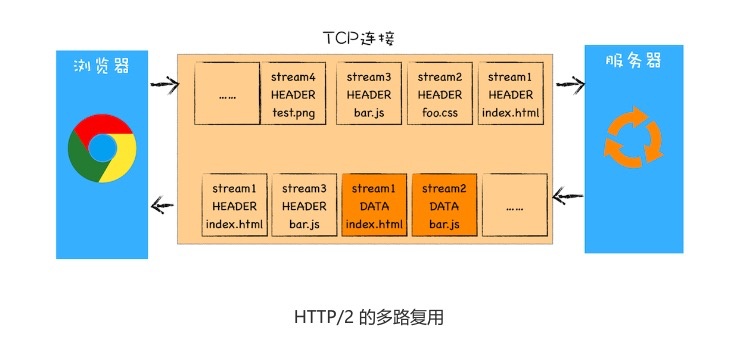 TCP连接
浏览器
服务器
……
stream4
HEADER
test.png
stream3
HEADER
bar.js
stream2
HEADER
foo.css
stream1
HEADER
index.html
stream1
HEADER
index.html
stream3
HEADER
bar.js
stream1
DATA
index.html
stream2
DATA
bar.js
……
HTTP/2 的多路复用